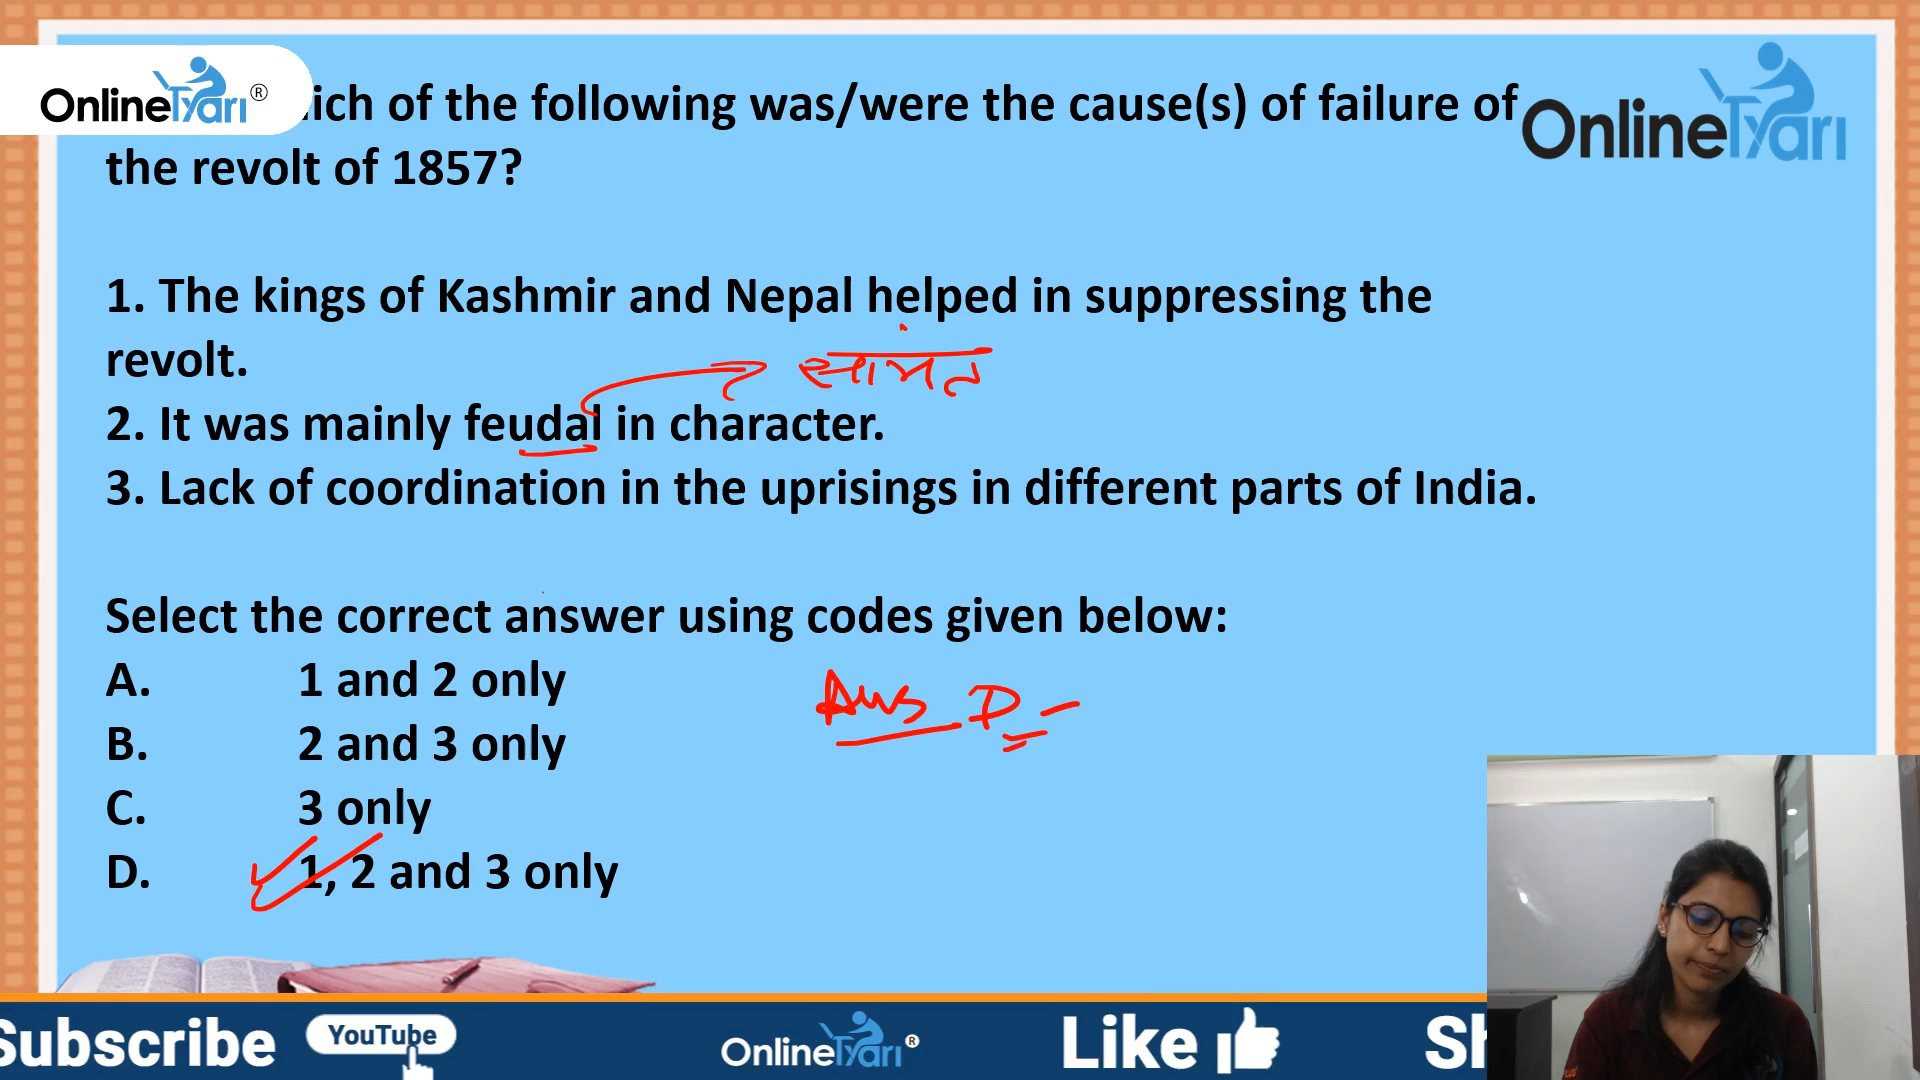 OnlineTyari®
ich of the following was/were the cause(s) of failure of
OnlineTyari
the revolt of 1857?
1. The kings of Kashmir and Nepal helped in suppressing the
revolt.
सामंत
2. It was mainly feudal in character.
3. Lack of coordination in the uprisings in different parts of India.
Select the correct answer using codes given below:
A. 1 and 2 only
Ans D
B. 2 and 3 only
C. 3 only
D. 1, 2 and 3 only
Subscribe YouTube OnlineTyari® Like Sh